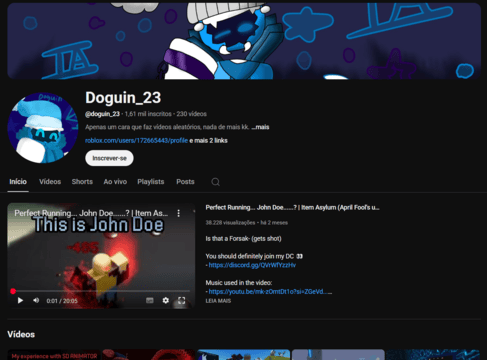 IA
IA
Doguin_23
@doguin_23 • 1,61 mil inscritos • 230 vídeos
Apenas um cara que faz vídeos aleatórios, nada de mais kk. ...mais
roblox.com/users/172665443/profile e mais 2 links
Inscrever-se
Início Vídeos Shorts Ao vivo Playlists Posts
Perfect Running... John Doe......? | Item As...
This is John Doe
0:01 / 20:05
Perfect Running... John Doe......? | Item Asylum (April Fool's u...
38.228 visualizações • há 2 meses
Is that a Forsak- (gets shot)
You should definitely join my DC
- https://discord.gg/QVrWfYzzHv
Music used in the video:
- https://youtu.be/mk-zOmtDt1o?si=ZGeVd...
LEIA MAIS
Vídeos
My experience with